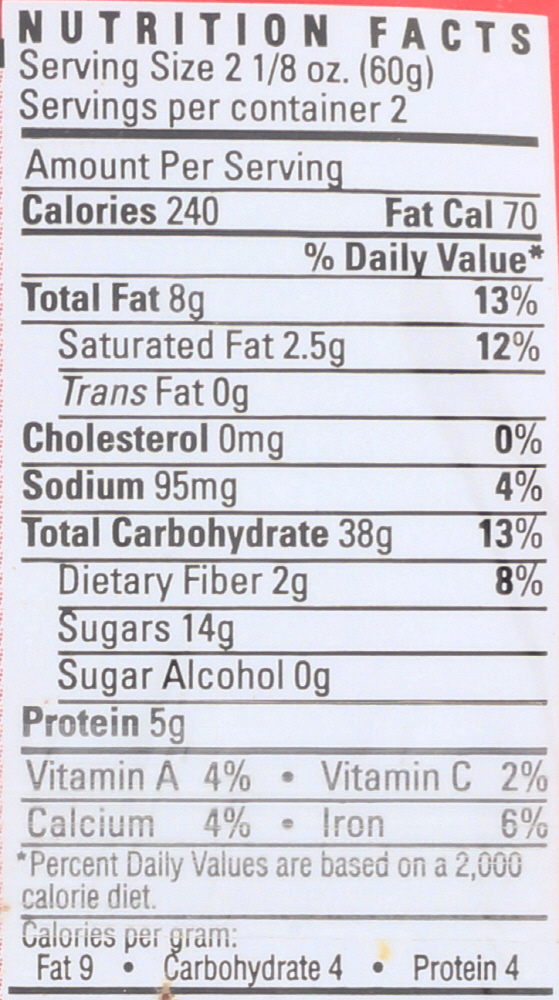 NUTRITION FACTS
Serving Size 2 1/8 oz. (60g)
Servings per container 2
Amount Per Serving
Calories 240 Fat Cal 70
% Daily Value*
Total Fat 8g 13%
Saturated Fat 2.5g 12%
Trans Fat 0g
Cholesterol 0mg 0%
Sodium 95mg 4%
Total Carbohydrate 38g 13%
Dietary Fiber 2g 8%
Sugars 14g
Sugar Alcohol 0g
Protein 5g
Vitamin A 4% • Vitamin C 2%
Calcium 4% • Iron 6%
*Percent Daily Values are based on a 2,000
calorie diet.
Calories per gram:
Fat 9 • Carbohydrate 4 • Protein 4